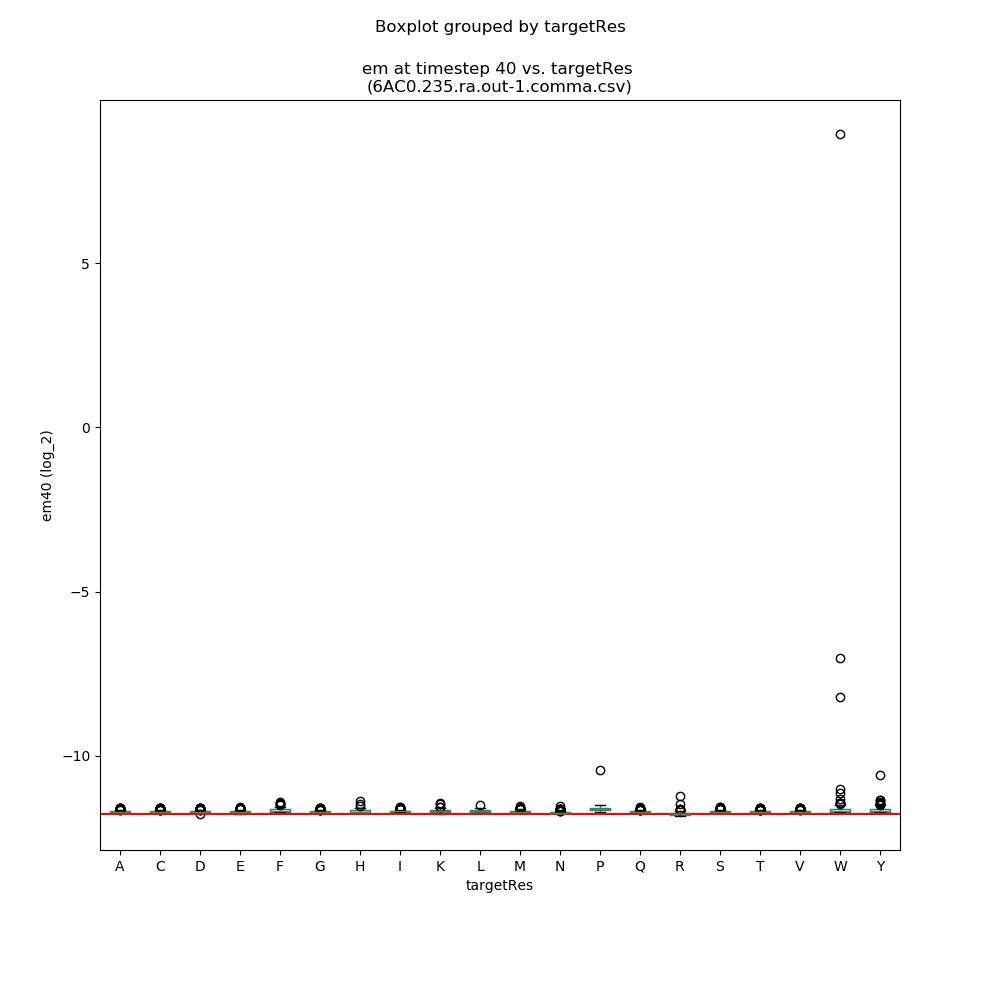 Boxplot grouped by targetRes
em at timestep 40 vs. targetRes
(6AC0.235.ra.out-1.comma.csv)
5
0
−5
−10
em40 (log_2)
A C D E F G H I K L M N P Q R S T V W Y
targetRes